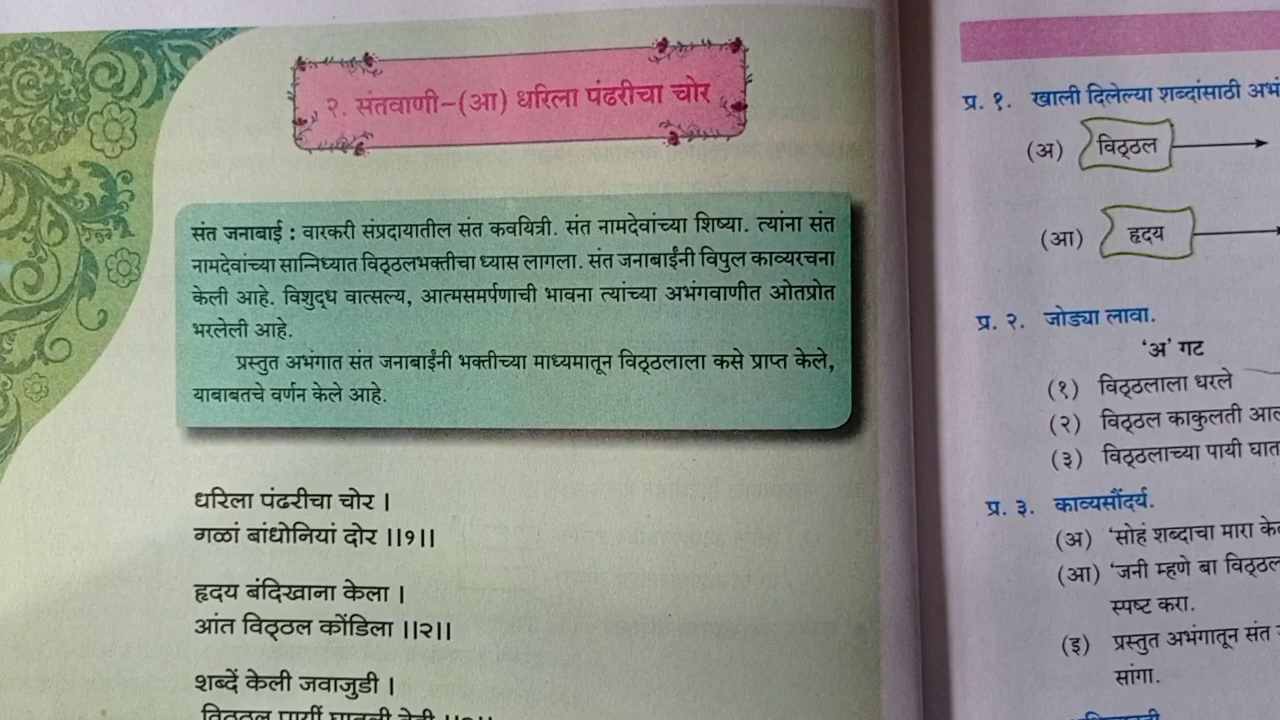 २. संतवाणी–(आ) धरिला पंढरीचा चोर
संत जनाबाई : वारकरी संप्रदायातील संत कवयित्री. संत नामदेवांच्या शिष्या. त्यांना संत
नामदेवांच्या सान्निध्यात विठ्ठलभक्तीचा ध्यास लागला. संत जनाबाईंनी विपुल काव्यरचना
केली आहे. विशुद्ध वात्सल्य, आत्मसमर्पणाची भावना त्यांच्या अभंगवाणीत ओतप्रोत
भरलेली आहे.
प्रस्तुत अभंगात संत जनाबाईंनी भक्तीच्या माध्यमातून विठ्ठलाला कसे प्राप्त केले,
याबाबतचे वर्णन केले आहे.
धरिला पंढरीचा चोर ।
गळां बांधोनियां दोर ।।१।।
हृदय बंदिखाना केला ।
आंत विठ्ठल कोंडिला ।।२।।
शब्दें केली जवाजुडी ।
विठ्ठल पायीं घातली बेडी ।।३।।
प्र. १. खाली दिलेल्या शब्दांसाठी
(अ) विठ्ठल
(आ) हृदय
प्र. २. जोड्या लावा.
‘अ’ गट
(१) विठ्ठलाला धरले
(२) विठ्ठल काकुलती
(३) विठ्ठलाच्या पायी
प्र. ३. काव्यसौंदर्य.
(अ) ‘सोहं शब्दाचा मारा
(आ) ‘जनी म्हणे बा विठ्ठल
स्पष्ट करा.
(इ) प्रस्तुत अभंगातून संत
सांगा.